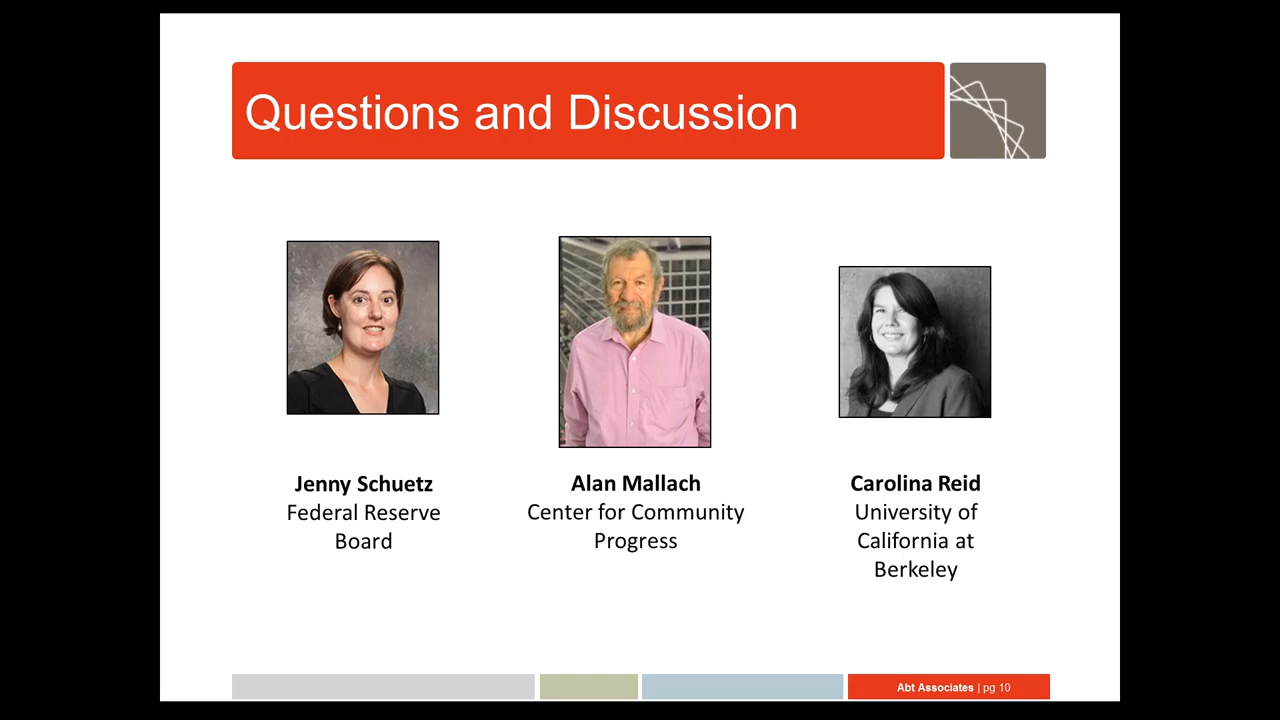 Questions and Discussion
Jenny Schuetz
Federal Reserve
Board
Alan Mallach
Center for Community
Progress
Carolina Reid
University of
California at
Berkeley
Abt Associates | pg 10